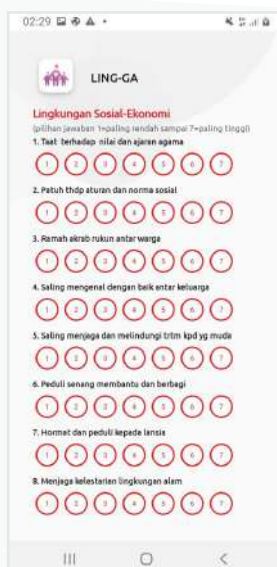 02:29
LING-GA
Lingkungan Sosial-Ekonomi
(pilihan jawaban 1=paling rendah sampai 7=paling tinggi)
1. Taat terhadap nilai dan ajaran agama
1 2 3 4 5 6 7
2. Patuh thdp aturan dan norma sosial
1 2 3 4 5 6 7
3. Ramah akrab rukun antar warga
1 2 3 4 5 6 7
4. Saling mengenal dengan baik antar keluarga
1 2 3 4 5 6 7
5. Saling menjaga dan melindungi trtm kpd yg muda
1 2 3 4 5 6 7
6. Peduli senang membantu dan berbagi
1 2 3 4 5 6 7
7. Hormat dan peduli kepada lansia
1 2 3 4 5 6 7
8. Menjaga kelestarian lingkungan alam
1 2 3 4 5 6 7